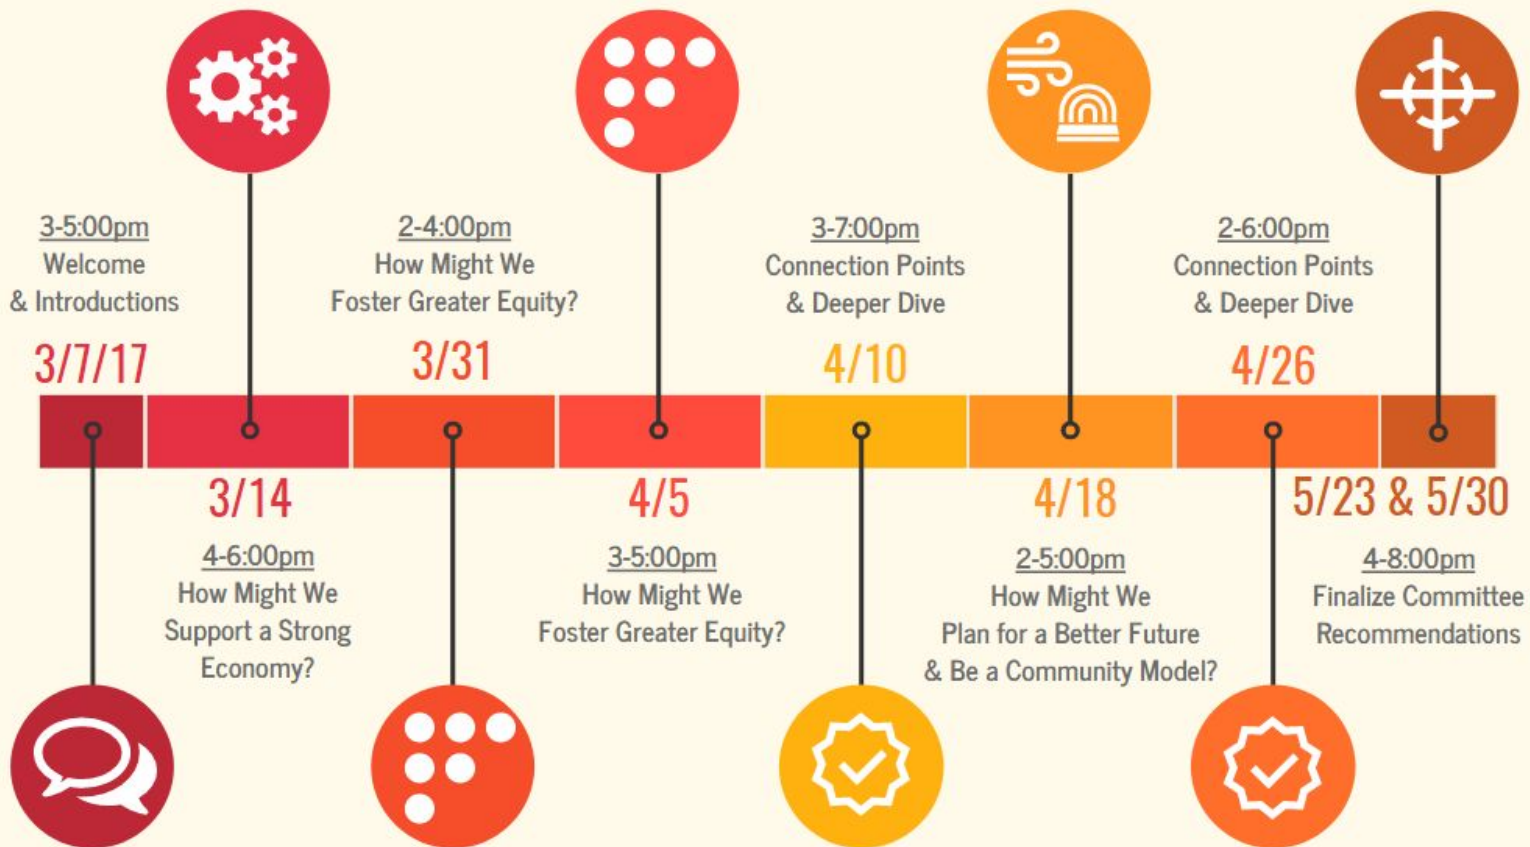 3-5:00pm
Welcome
& Introductions
3/7/17
3/14
4-6:00pm
How Might We
Support a Strong
Economy?
2-4:00pm
How Might We
Foster Greater Equity?
3/31
4/5
3-5:00pm
How Might We
Foster Greater Equity?
3-7:00pm
Connection Points
& Deeper Dive
4/10
4/18
2-5:00pm
How Might We
Plan for a Better Future
& Be a Community Model?
2-6:00pm
Connection Points
& Deeper Dive
4/26
5/23 & 5/30
4-8:00pm
Finalize Committee
Recommendations